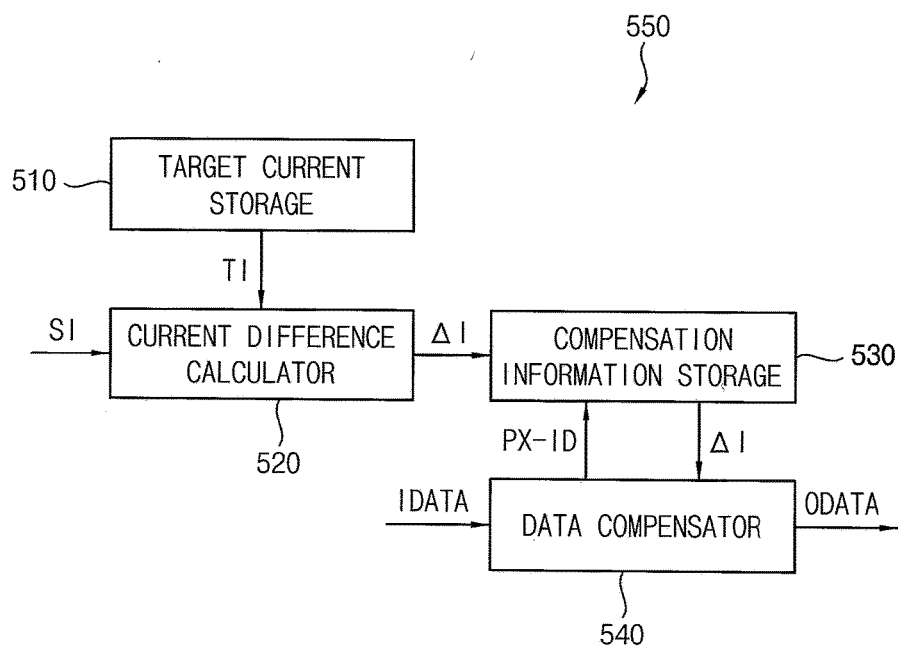 550
510
TARGET CURRENT
STORAGE
TI
SI
CURRENT DIFFERENCE
CALCULATOR
ΔI
COMPENSATION
INFORMATION STORAGE
530
520
PX-ID
ΔI
IDATA
DATA COMPENSATOR
ODATA
540